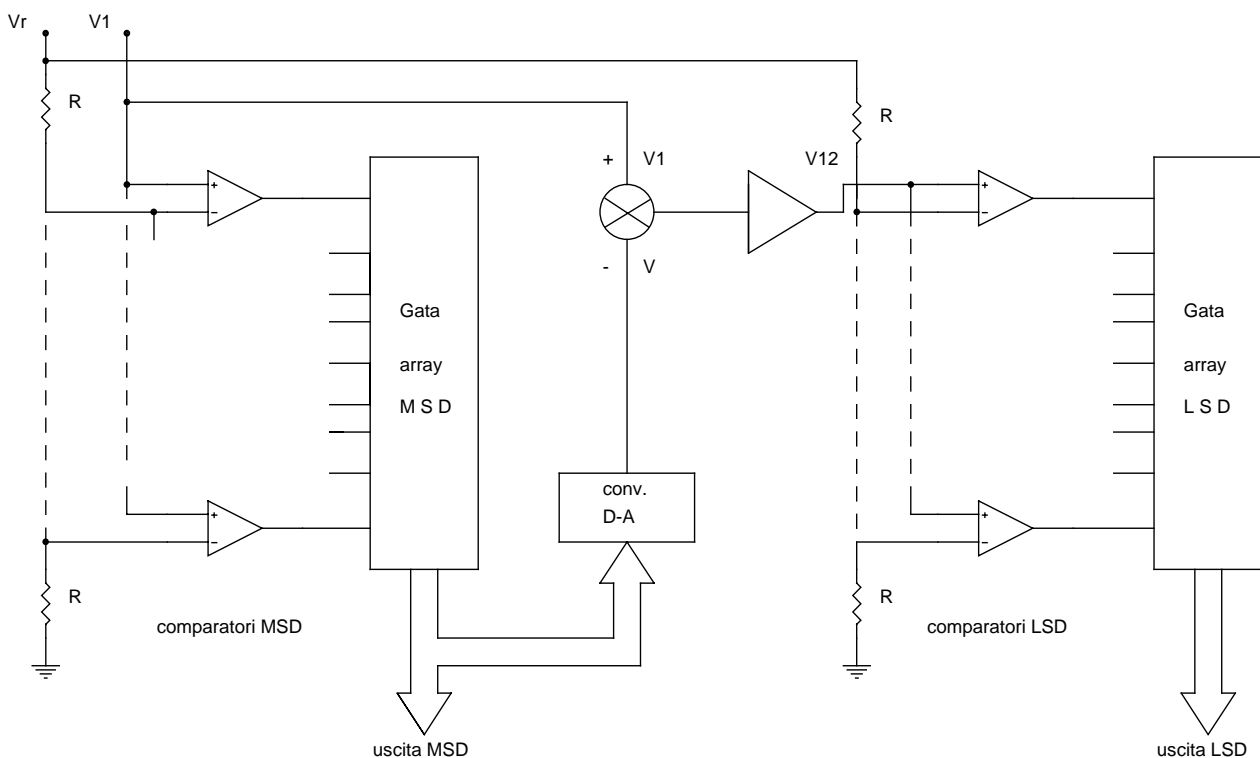 Vr
V1
R
R
+
V1
V12
+
−
+
−
-
V
Gata
array
M S D
Gata
array
L S D
conv.
D-A
+
−
+
−
R
R
comparatori MSD
comparatori LSD
uscita MSD
uscita LSD